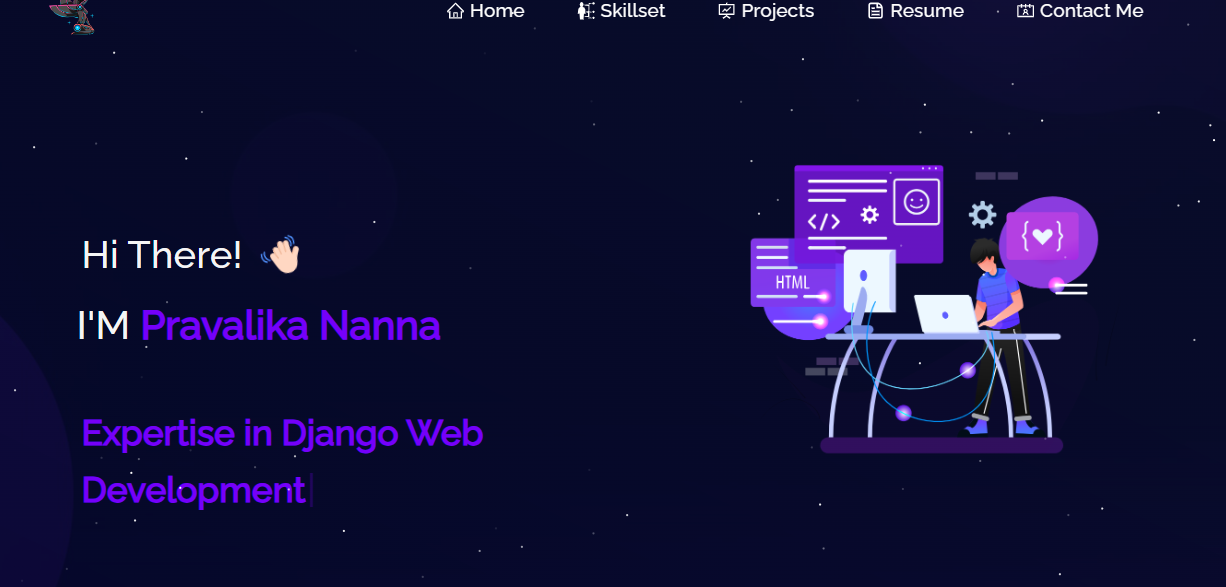 Home Skillset Projects Resume Contact Me
Hi There!
I'M Pravalika Nanna
Expertise in Django Web
Development
</>
HTML
{ }